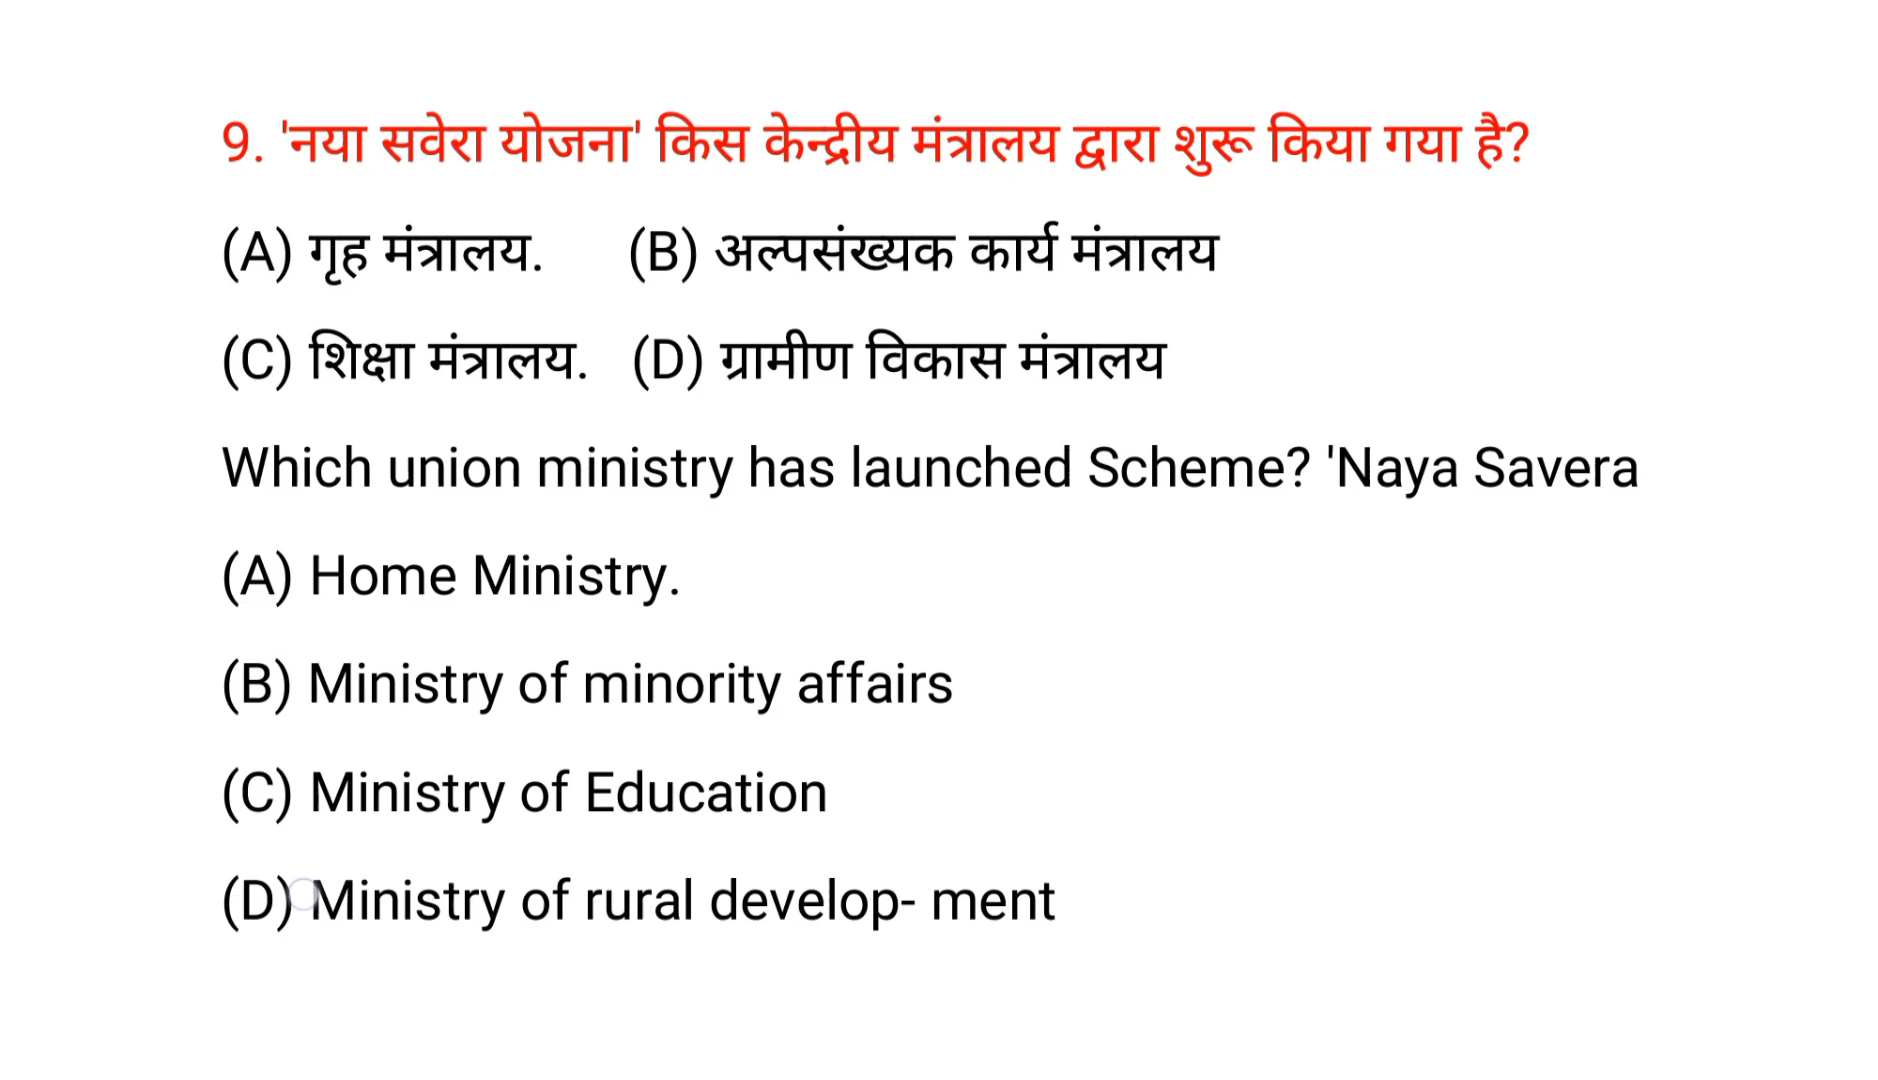 9. 'नया सवेरा योजना' किस केन्द्रीय मंत्रालय द्वारा शुरू किया गया है?
(A) गृह मंत्रालय. (B) अल्पसंख्यक कार्य मंत्रालय
(C) शिक्षा मंत्रालय. (D) ग्रामीण विकास मंत्रालय
Which union ministry has launched Scheme? 'Naya Savera
(A) Home Ministry.
(B) Ministry of minority affairs
(C) Ministry of Education
(D) Ministry of rural develop- ment